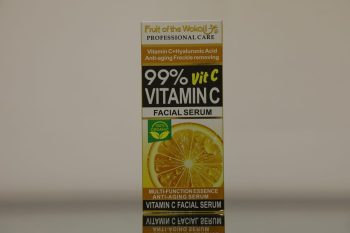 Fruit of the Wokali
PROFESSIONAL CARE
Vitamin C+Hyaluronic Acid
Anti-aging Freckle removing
99% Vit C
VITAMIN C
FACIAL SERUM
ORGANIC
MULTI-FUNCTION ESSENCE
ANTI-AGING SERUM
VITAMIN C FACIAL SERUM